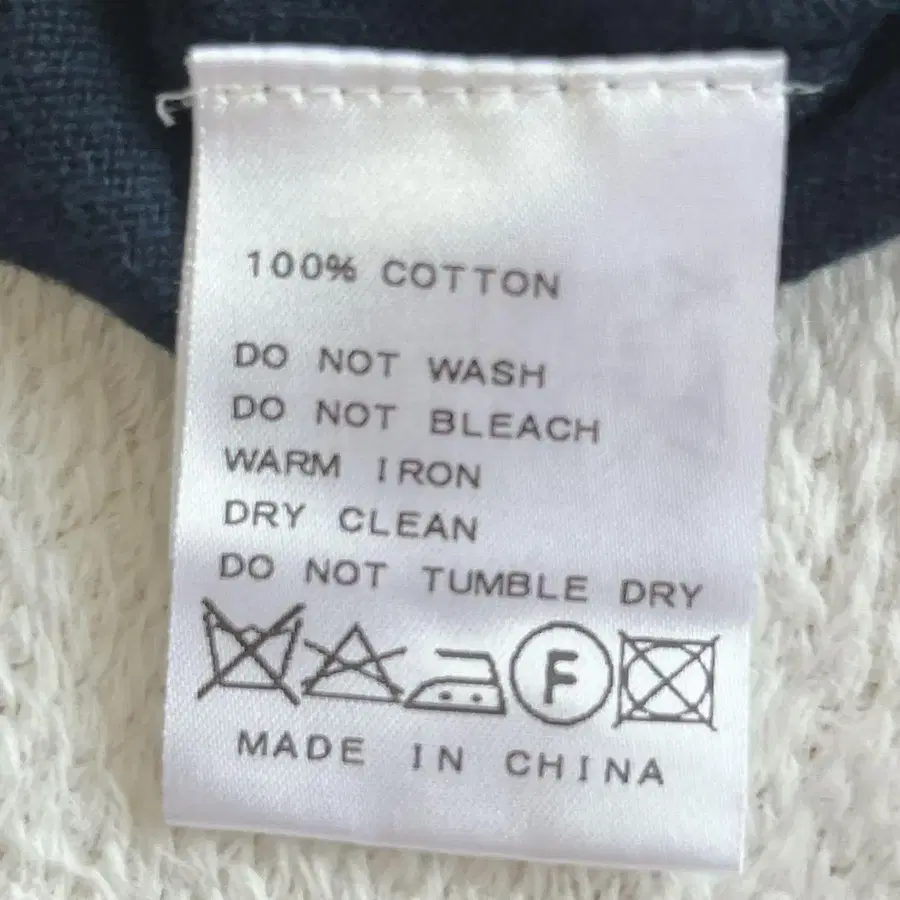 100% COTTON
DO NOT WASH
DO NOT BLEACH
WARM IRON
DRY CLEAN
DO NOT TUMBLE DRY
F
MADE IN CHINA